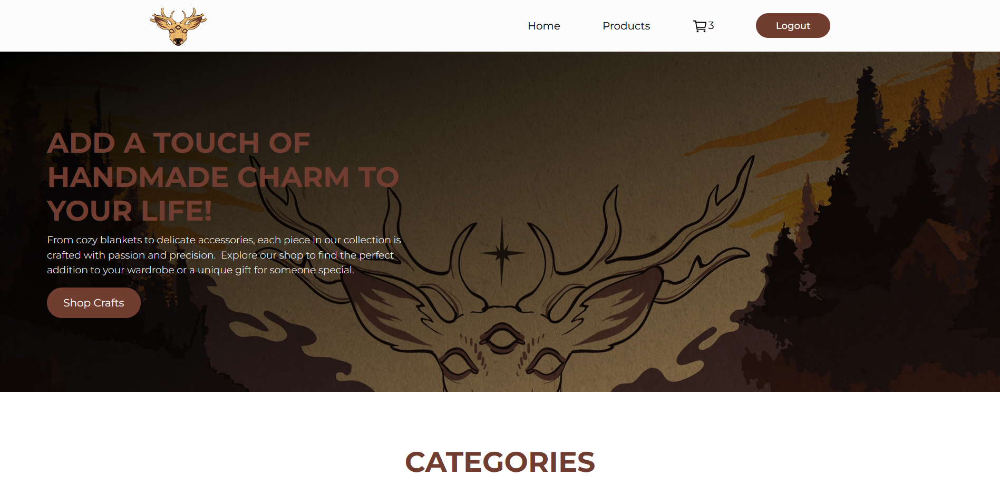 Home
Products
3
Logout
ADD A TOUCH OF
HANDMADE CHARM TO
YOUR LIFE!
From cozy blankets to delicate accessories, each piece in our collection is
crafted with passion and precision.  Explore our shop to find the perfect
addition to your wardrobe or a unique gift for someone special.
Shop Crafts
CATEGORIES